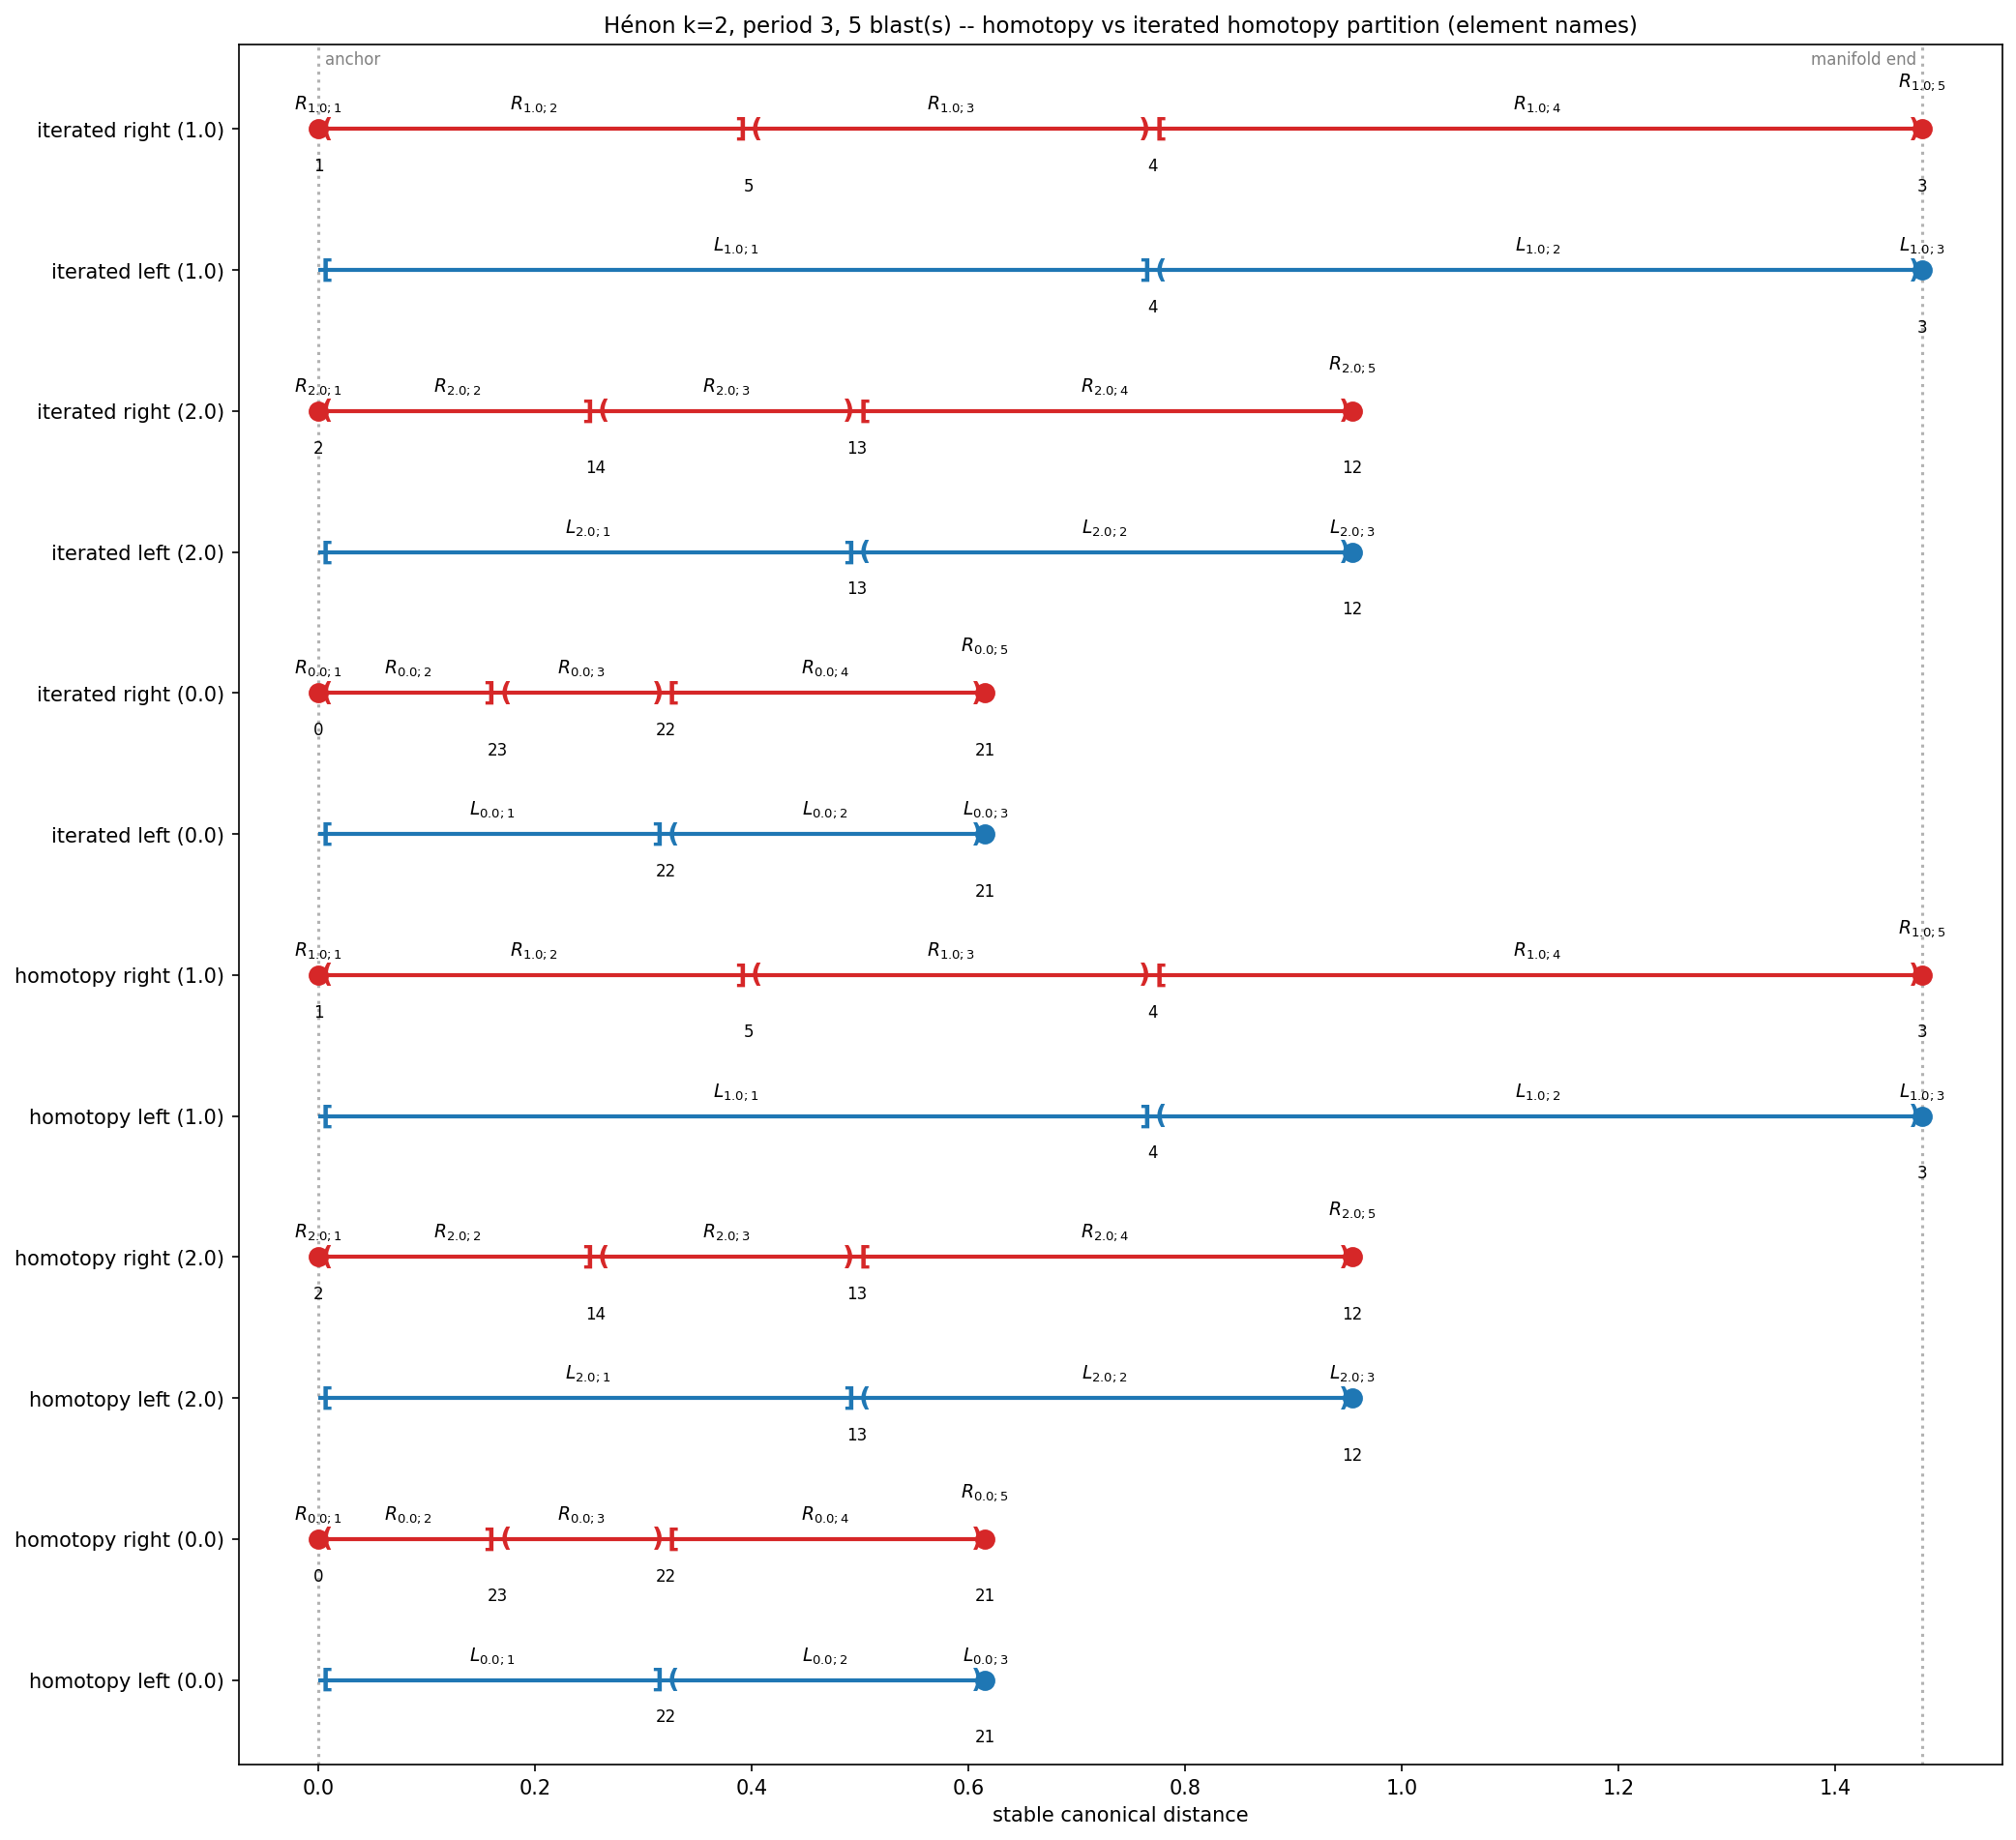 Hénon k=2, period 3, 5 blast(s) -- homotopy vs iterated homotopy partition (element names)
anchor manifold end
R1.0;5
R1.0;1 R1.0;2 R1.0;3 R1.0;4
iterated right (1.0) ( ] ( ) [ )
1 4
5 3
L1.0;1 L1.0;2 L1.0;3
iterated left (1.0) [ ] ( )
4
3
R2.0;5
R2.0;1 R2.0;2 R2.0;3 R2.0;4
iterated right (2.0) ( ] ( ) [ )
2 13
14 12
L2.0;1 L2.0;2 L2.0;3
iterated left (2.0) [ ] ( )
13
12
R0.0;5
R0.0;1 R0.0;2 R0.0;3 R0.0;4
iterated right (0.0) ( ] ( ) [ )
0 22
23 21
L0.0;1 L0.0;2 L0.0;3
iterated left (0.0) [ ] ( )
22
21
R1.0;5
R1.0;1 R1.0;2 R1.0;3 R1.0;4
homotopy right (1.0) ( ] ( ) [ )
1 4
5 3
L1.0;1 L1.0;2 L1.0;3
homotopy left (1.0) [ ] ( )
4
3
R2.0;5
R2.0;1 R2.0;2 R2.0;3 R2.0;4
homotopy right (2.0) ( ] ( ) [ )
2 13
14 12
L2.0;1 L2.0;2 L2.0;3
homotopy left (2.0) [ ] ( )
13
12
R0.0;5
R0.0;1 R0.0;2 R0.0;3 R0.0;4
homotopy right (0.0) ( ] ( ) [ )
0 22
23 21
L0.0;1 L0.0;2 L0.0;3
homotopy left (0.0) [ ] ( )
22
21
0.0 0.2 0.4 0.6 0.8 1.0 1.2 1.4
stable canonical distance